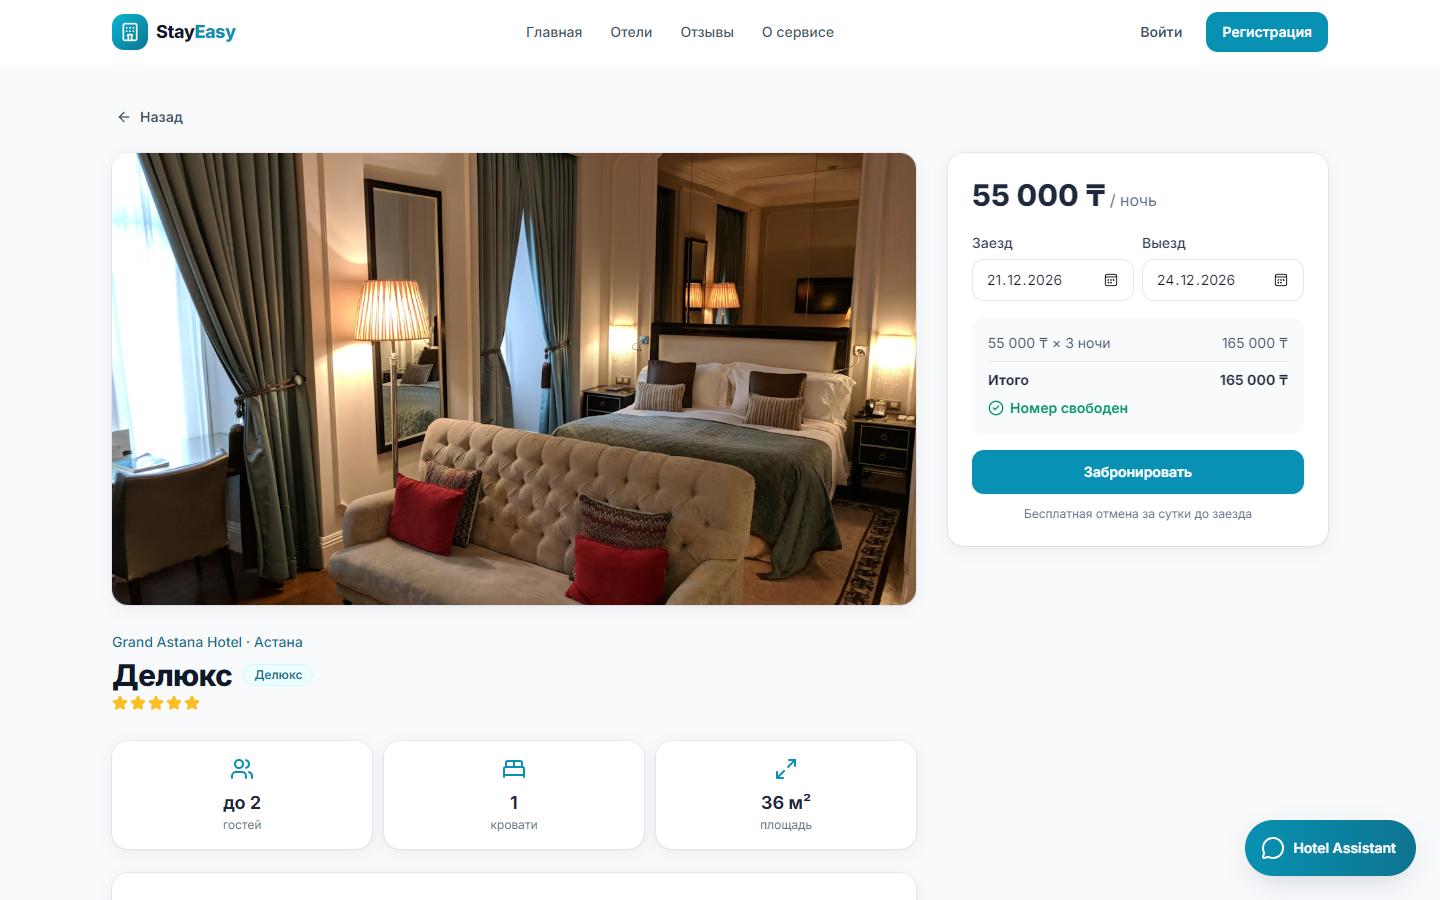 StayEasy
Главная
Отели
Отзывы
О сервисе
Войти
Регистрация
Назад
55 000 ₸ / ночь
Заезд
Выезд
21.12.2026
24.12.2026
55 000 ₸ × 3 ночи
165 000 ₸
Итого
165 000 ₸
Номер свободен
Забронировать
Бесплатная отмена за сутки до заезда
Grand Astana Hotel · Астана
Делюкс
Делюкс
до 2
гостей
1
кровати
36 м²
площадь
Hotel Assistant